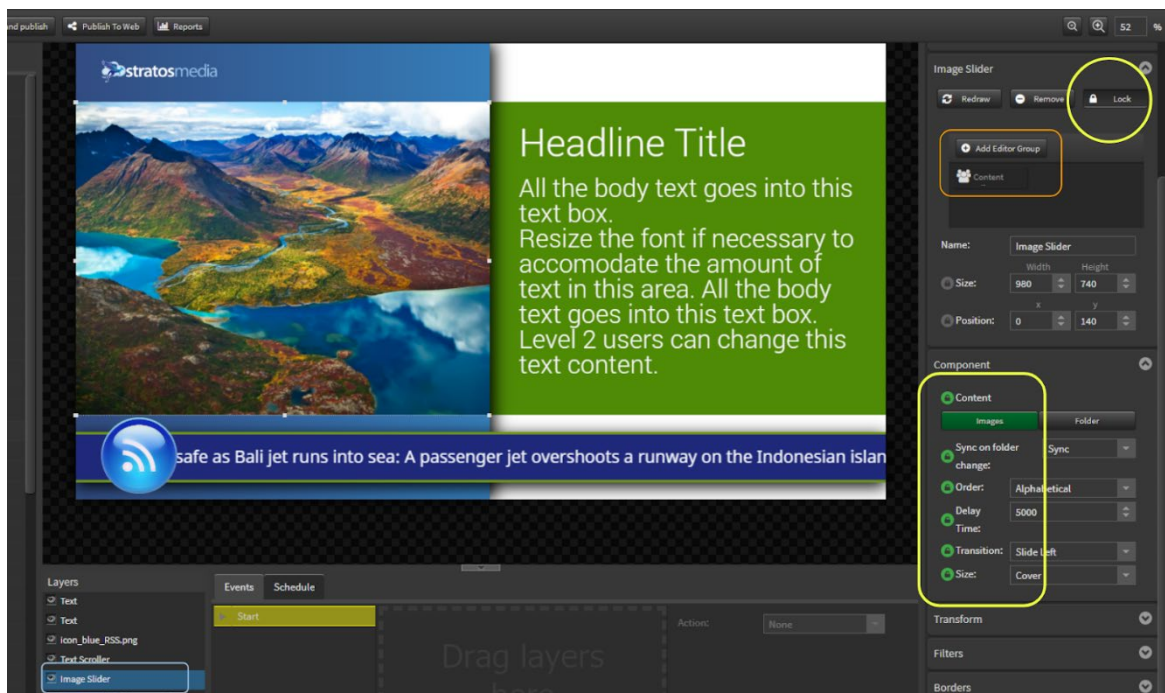 and publish
Publish To Web
Reports
52 %
stratosmedia
Headline Title
All the body text goes into this
text box.
Resize the font if necessary to
accomodate the amount of
text in this area. All the body
text goes into this text box.
Level 2 users can change this
text content.
safe as Bali jet runs into sea: A passenger jet overshoots a runway on the Indonesian islan
Image Slider
Redraw
Remove
Lock
Add Editor Group
Content
Name: Image Slider
Width Height
Size: 980 740
x y
Position: 0 140
Component
Content
Images Folder
Sync on folder
change: Sync
Order: Alphabetical
Delay
Time: 5000
Transition: Slide Left
Size: Cover
Transform
Filters
Borders
Layers
Text
Text
icon_blue_RSS.png
Text Scroller
Image Slider
Events Schedule
Start
Drag layers
here
Action: None